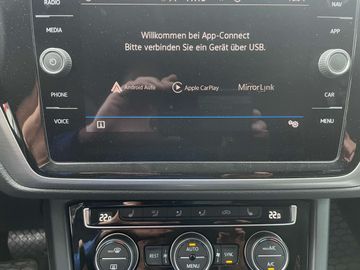 RADIO
NAV
MEDIA
APP
Willkommen bei App-Connect
Bitte verbinden Sie ein Gerät über USB.
Android Auto
Apple CarPlay
MirrorLink
PHONE
CAR
VOICE
MENU
22.0
22.0
REST
AUTO
SYNC
A/C
MENU
A/C